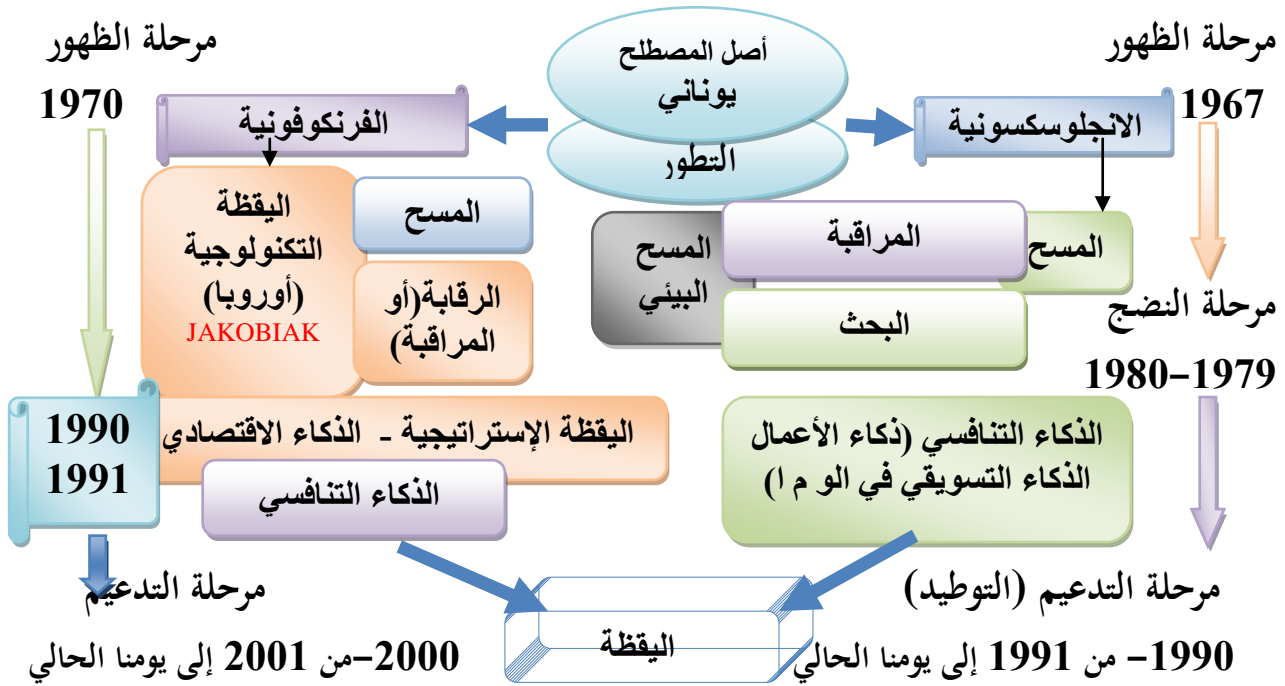 مرحلة الظهور
1967
أصل المصطلح
يوناني
التطور
مرحلة الظهور
1970
الانجلوسكسونية
الفرنكوفونية
المسح
المراقبة
البحث
المسح
البيئي
المسح
الرقابة(أو
المراقبة)
اليقظة
التكنولوجية
(أوروبا)
JAKOBIAK
مرحلة النضج
1979–1980
الذكاء التنافسي (ذكاء الأعمال
الذكاء التسويقي في الو م ا)
اليقظة الإستراتيجية - الذكاء الاقتصادي
الذكاء التنافسي
1990
1991
مرحلة التدعيم (التوطيد)
1990– من 1991 إلى يومنا الحالي
اليقظة
مرحلة التدعيم
2000–من 2001 إلى يومنا الحالي